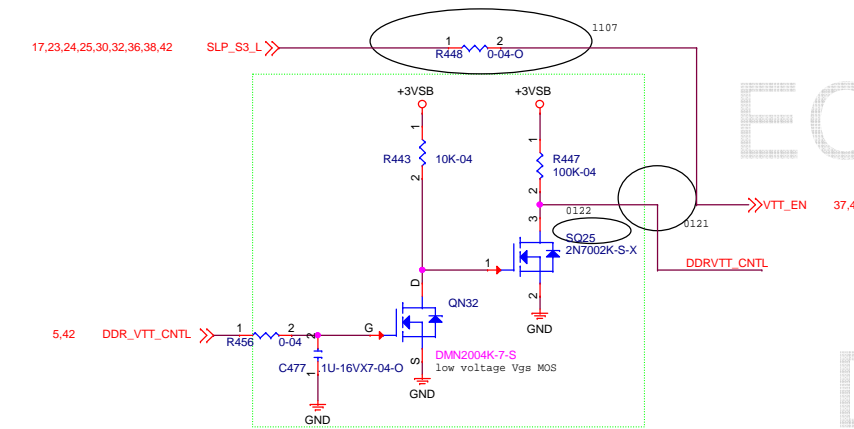 1107
17,23,24,25,30,32,36,38,42 SLP_S3_L
1 2
R448 0-04-O
+3VSB +3VSB
EC
1 1
R443 10K-04 R447
100K-04
2 2
VTT_EN 37,4
3 0122 0121
SQ25
2N7002K-S-X
1
DDRVTT_CNTL
D
2
QN32
GND
5,42 DDR_VTT_CNTL
1 2
R456 0-04
2
G
S
DMN2004K-7-S
low voltage Vgs MOS
C477 .1U-16VX7-04-O
1
GND
GND